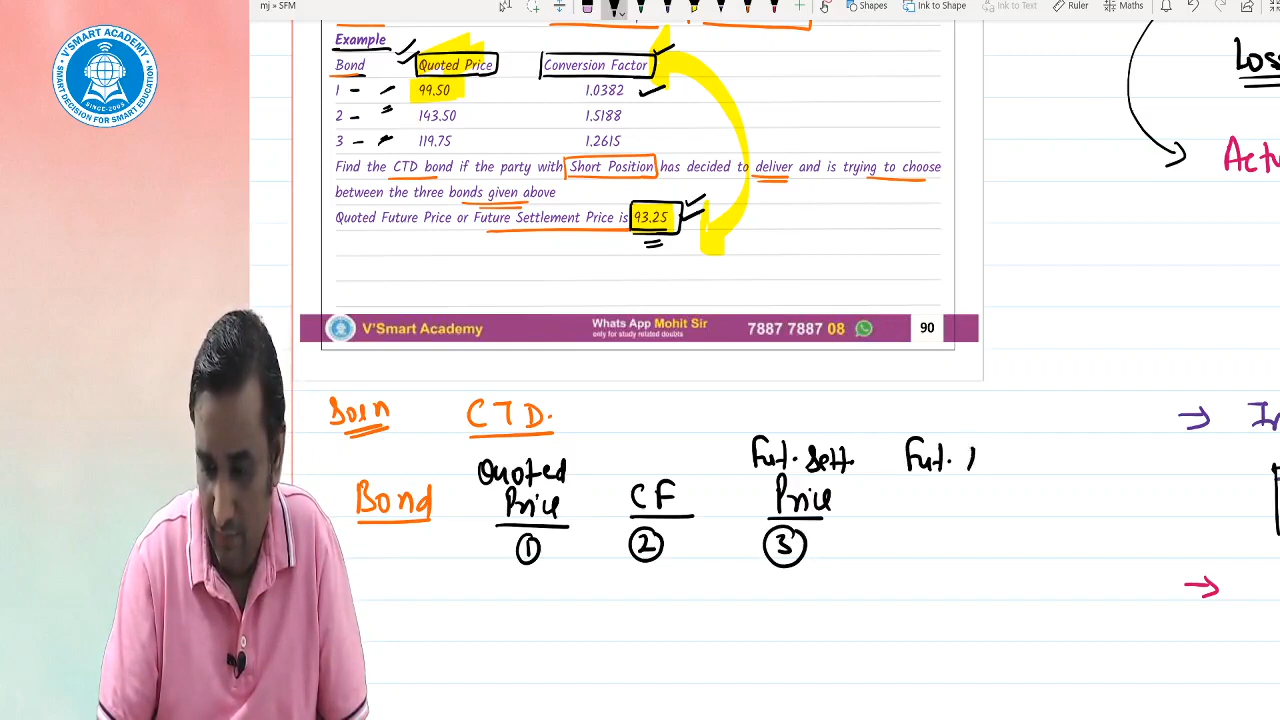 mj » SFM
Shapes
Ink to Shape
Ink to Text
Ruler
Maths
V'SMART ACADEMY
SINCE-2005
SMART DECISION FOR SMART EDUCATION
Example
Bond Quoted Price Conversion Factor
1 - 99.50 1.0382
2 - 143.50 1.5188
3 - 119.75 1.2615
Find the CTD bond if the party with Short Position has decided to deliver and is trying to choose
between the three bonds given above
Quoted Future Price or Future Settlement Price is 93.25
V'Smart Academy
Whats App Mohit Sir
only for study related doubts
7887 7887 08
90
Loss
Soln CTD.
Fut. Sett. Fut.
Quoted
Bond Price CF Price
① ② ③